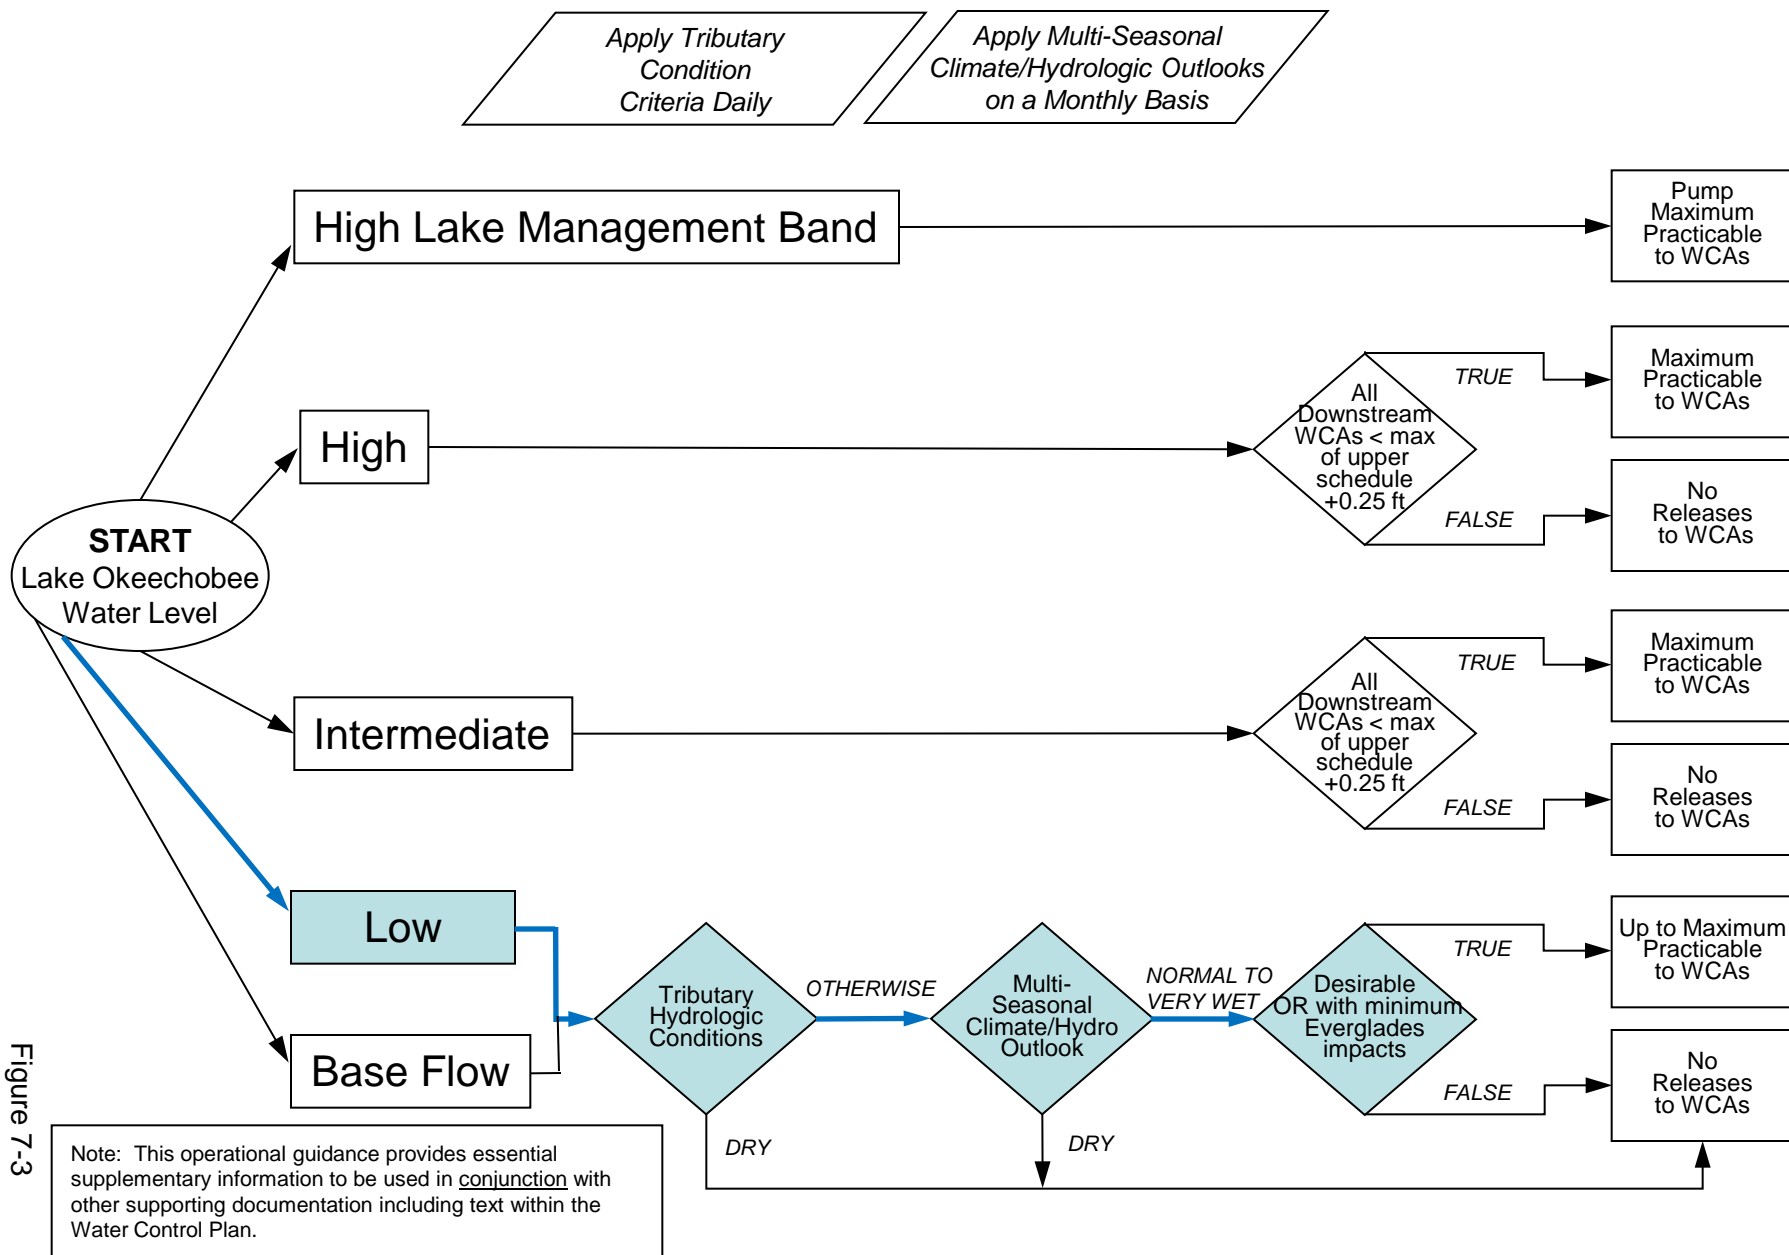 Apply Tributary
Condition
Criteria Daily
Apply Multi-Seasonal
Climate/Hydrologic Outlooks
on a Monthly Basis
High Lake Management Band
Pump
Maximum
Practicable
to WCAs
High
All
Downstream
WCAs < max
of upper
schedule
+0.25 ft
TRUE
Maximum
Practicable
to WCAs
FALSE
No
Releases
to WCAs
START
Lake Okeechobee
Water Level
Intermediate
All
Downstream
WCAs < max
of upper
schedule
+0.25 ft
TRUE
Maximum
Practicable
to WCAs
FALSE
No
Releases
to WCAs
Low
Base Flow
Tributary
Hydrologic
Conditions
OTHERWISE
Multi-
Seasonal
Climate/Hydro
Outlook
NORMAL TO
VERY WET
Desirable
OR with minimum
Everglades
impacts
TRUE
Up to Maximum
Practicable
to WCAs
FALSE
No
Releases
to WCAs
DRY
DRY
Figure 7-3
Note: This operational guidance provides essential
supplementary information to be used in conjunction with
other supporting documentation including text within the
Water Control Plan.